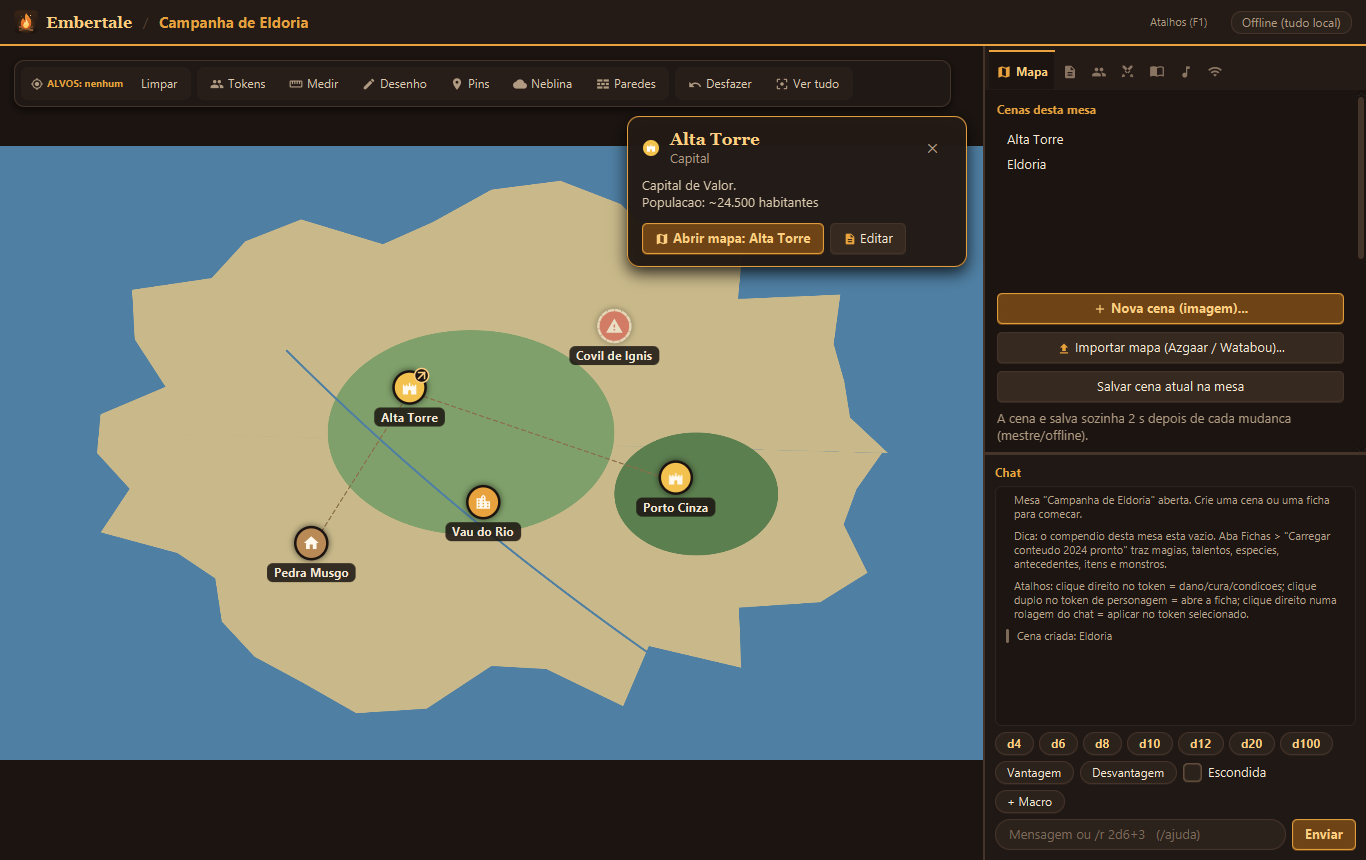 Embertale / Campanha de Eldoria
Atalhos (F1)
Offline (tudo local)
ALVOS: nenhum
Limpar
Tokens
Medir
Desenho
Pins
Neblina
Paredes
Desfazer
Ver tudo
Alta Torre
Capital
Capital de Valor.
Populacao: ~24.500 habitantes
Abrir mapa: Alta Torre
Editar
Covil de Ignis
Alta Torre
Porto Cinza
Vau do Rio
Pedra Musgo
Mapa
Cenas desta mesa
Alta Torre
Eldoria
+ Nova cena (imagem)...
Importar mapa (Azgaar / Watabou)...
Salvar cena atual na mesa
A cena e salva sozinha 2 s depois de cada mudanca
(mestre/offline).
Chat
Mesa "Campanha de Eldoria" aberta. Crie uma cena ou uma ficha
para comecar.
Dica: o compendio desta mesa esta vazio. Aba Fichas > "Carregar
conteudo 2024 pronto" traz magias, talentos, especies,
antecedentes, itens e monstros.
Atalhos: clique direito no token = dano/cura/condicoes; clique
duplo no token de personagem = abre a ficha; clique direito numa
rolagem do chat = aplicar no token selecionado.
Cena criada: Eldoria
d4
d6
d8
d10
d12
d20
d100
Vantagem
Desvantagem
Escondida
+ Macro
Mensagem ou /r 2d6+3 (/ajuda)
Enviar